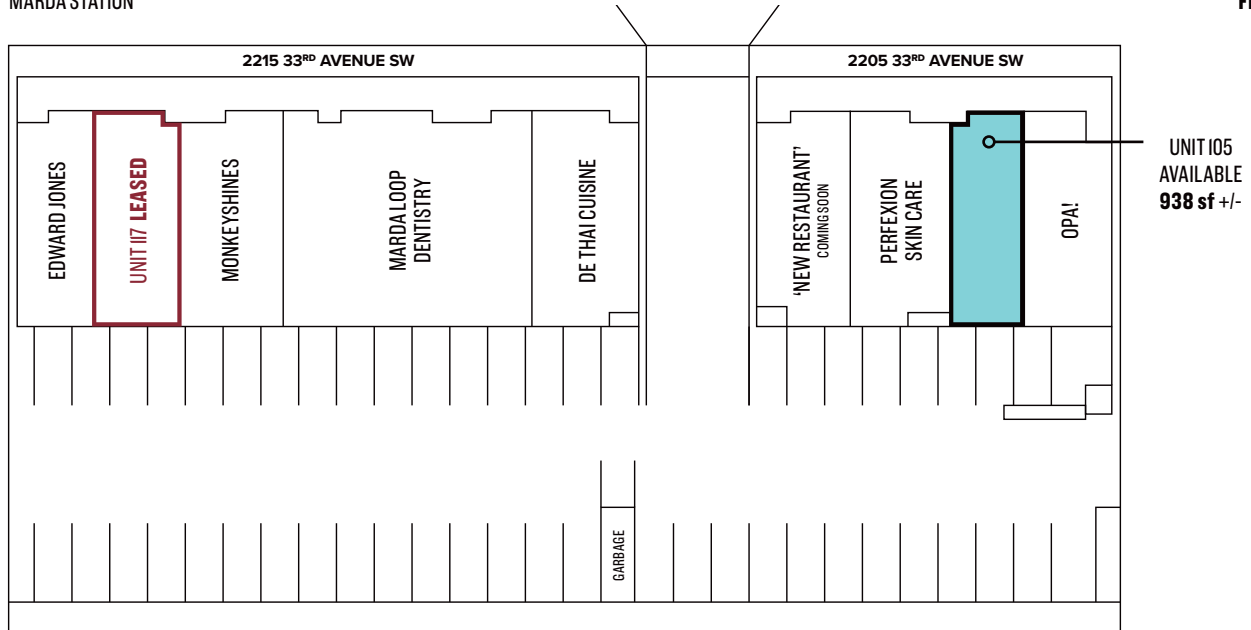 MARDA STATION
2215 33RD AVENUE SW
2205 33RD AVENUE SW
EDWARD JONES
UNIT 117 LEASED
MONKEYSHINES
MARDA LOOP
DENTISTRY
DE THAI CUISINE
'NEW RESTAURANT'
COMING SOON
PERFEXION
SKIN CARE
OPA!
UNIT 105
AVAILABLE
938 sf +/-
GARBAGE